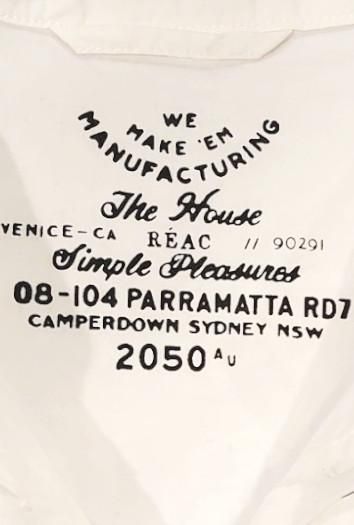 WE
MAKE 'EM
MANUFACTURING
The House
VENICE-CA RÉAC // 90291
Simple Pleasures
08-104 PARRAMATTA RD7
CAMPERDOWN SYDNEY NSW
2050 AU